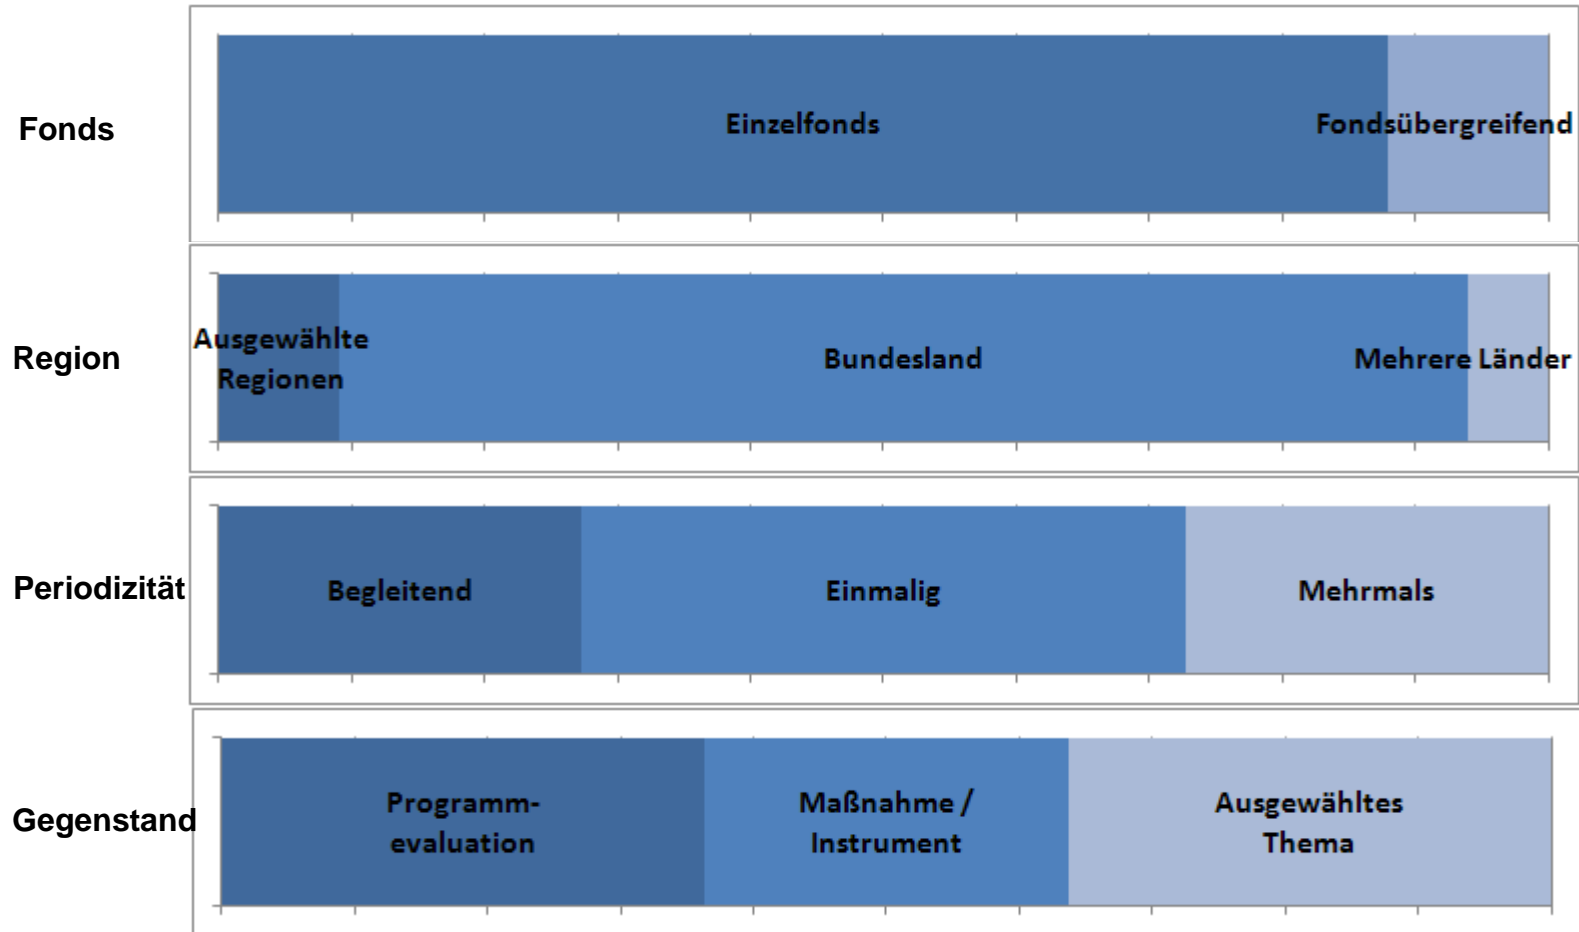 Fonds
Einzelfonds
Fondsübergreifend
Region
Ausgewählte
Regionen
Bundesland
Mehrere Länder
Periodizität
Begleitend
Einmalig
Mehrmals
Gegenstand
Programm-
evaluation
Maßnahme /
Instrument
Ausgewähltes
Thema